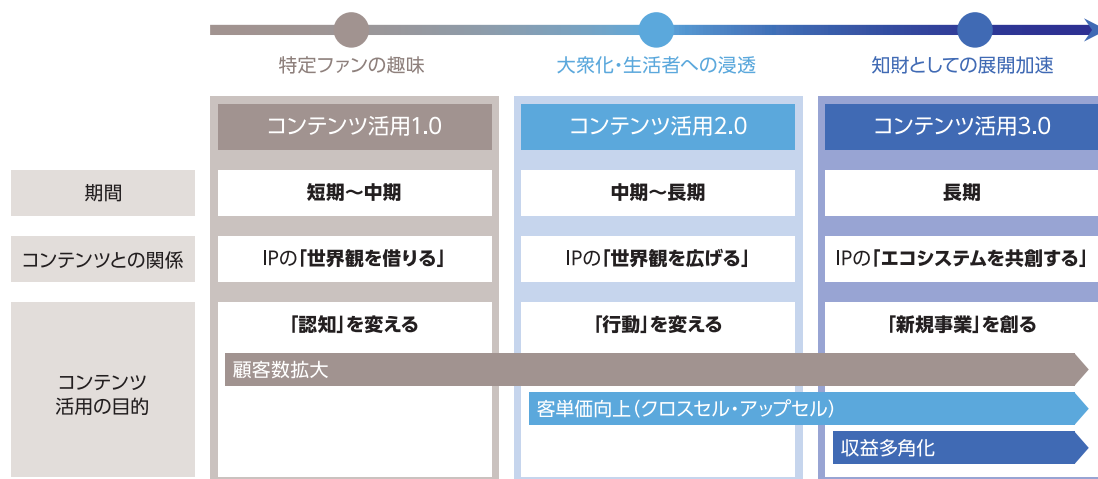 特定ファンの趣味
大衆化・生活者への浸透
知財としての展開加速
コンテンツ活用1.0
コンテンツ活用2.0
コンテンツ活用3.0
期間
短期～中期
中期～長期
長期
コンテンツとの関係
IPの「世界観を借りる」
IPの「世界観を広げる」
IPの「エコシステムを共創する」
コンテンツ
活用の目的
「認知」を変える
「行動」を変える
「新規事業」を創る
顧客数拡大
客単価向上（クロスセル・アップセル）
収益多角化